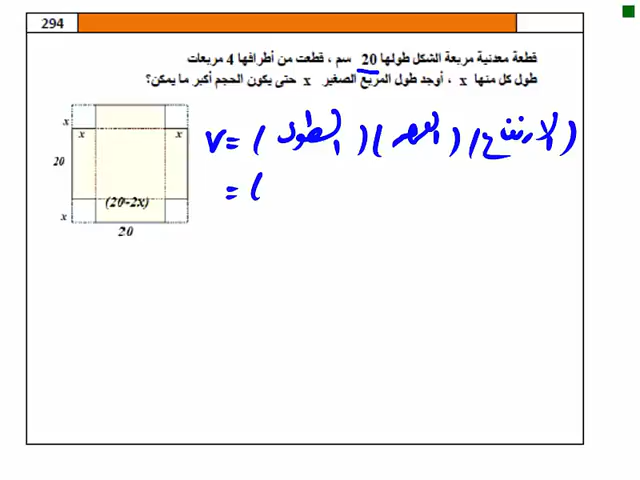 294
قطعة معدنية مربعة الشكل طولها 20 سم ، قطعت من أطرافها 4 مربعات
طول كل منها x ، أوجد طول المربع الصغير x حتى يكون الحجم أكبر ما يمكن؟
V = ( الطول ) ( العرض ) ( الارتفاع )
= (
x
x x
20
(20-2x)
x
20